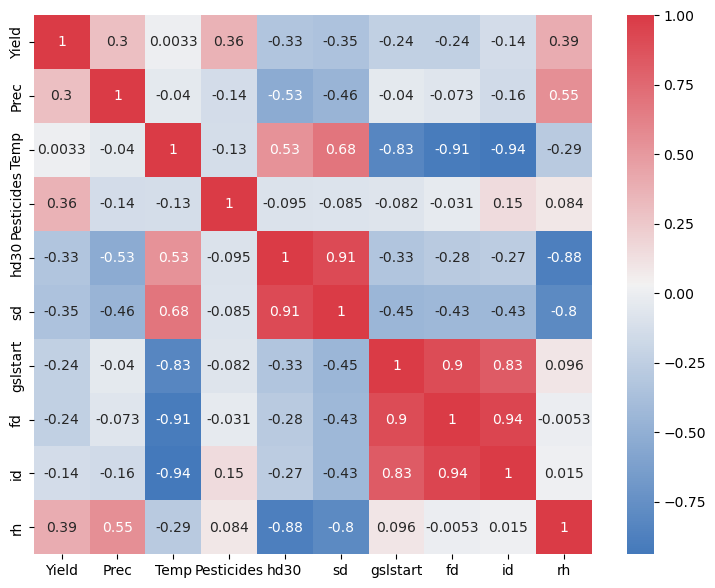 Yield 1 0.3 0.0033 0.36 -0.33 -0.35 -0.24 -0.24 -0.14 0.39
Prec 0.3 1 -0.04 -0.14 -0.53 -0.46 -0.04 -0.073 -0.16 0.55
Temp 0.0033 -0.04 1 -0.13 0.53 0.68 -0.83 -0.91 -0.94 -0.29
Pesticides 0.36 -0.14 -0.13 1 -0.095 -0.085 -0.082 -0.031 0.15 0.084
hd30 -0.33 -0.53 0.53 -0.095 1 0.91 -0.33 -0.28 -0.27 -0.88
sd -0.35 -0.46 0.68 -0.085 0.91 1 -0.45 -0.43 -0.43 -0.8
gslstart -0.24 -0.04 -0.83 -0.082 -0.33 -0.45 1 0.9 0.83 0.096
fd -0.24 -0.073 -0.91 -0.031 -0.28 -0.43 0.9 1 0.94 -0.0053
id -0.14 -0.16 -0.94 0.15 -0.27 -0.43 0.83 0.94 1 0.015
rh 0.39 0.55 -0.29 0.084 -0.88 -0.8 0.096 -0.0053 0.015 1
Yield Prec Temp Pesticides hd30 sd gslstart fd id rh
1.00
0.75
0.50
0.25
0.00
-0.25
-0.50
-0.75